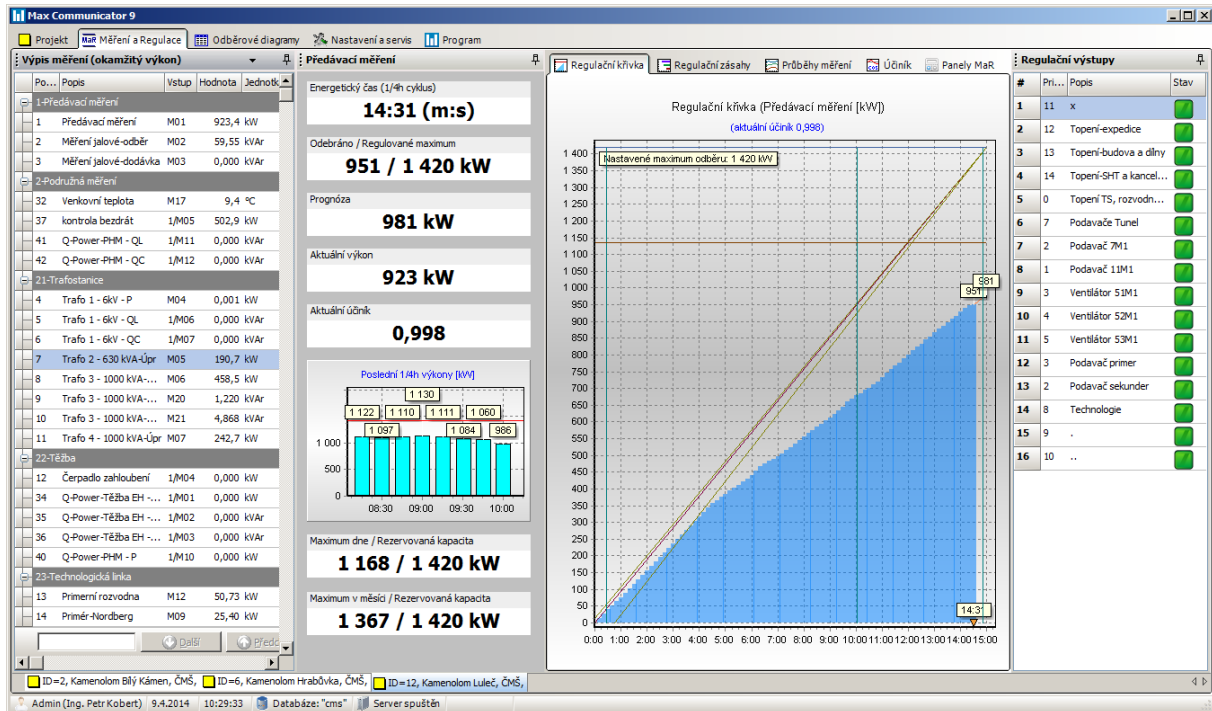 Max Communicator 9
Projekt MaR Měření a Regulace Odběrové diagramy Nastavení a servis Program
Výpis měření (okamžitý výkon)
Po... Popis Vstup Hodnota Jednotk
1-Předávací měření
1 Předávací měření M01 923,4 kW
2 Měření jalové-odběr M02 59,55 kVAr
3 Měření jalové-dodávka M03 0,000 kVAr
2-Podružná měření
32 Venkovní teplota M17 9,4 °C
37 kontrola bezdrát 1/M05 502,9 kW
41 Q-Power-PHM - QL 1/M11 0,000 kVAr
42 Q-Power-PHM - QC 1/M12 0,000 kVAr
21-Trafostanice
4 Trafo 1 - 6kV - P M04 0,001 kW
5 Trafo 1 - 6kV - QL 1/M06 0,000 kVAr
6 Trafo 1 - 6kV - QC 1/M07 0,000 kVAr
7 Trafo 2 - 630 kVA-Úpr M05 190,7 kW
8 Trafo 3 - 1000 kVA-... M06 458,5 kW
9 Trafo 3 - 1000 kVA-... M20 1,220 kVAr
10 Trafo 3 - 1000 kVA-... M21 4,868 kVAr
11 Trafo 4 - 1000 kVA-Úpr M07 242,7 kW
22-Těžba
12 Čerpadlo zahloubení 1/M04 0,000 kW
34 Q-Power-Těžba EH -... 1/M01 0,000 kW
35 Q-Power-Těžba EH -... 1/M02 0,000 kVAr
36 Q-Power-Těžba EH -... 1/M03 0,000 kVAr
40 Q-Power-PHM - P 1/M10 0,000 kW
23-Technologická linka
13 Primerní rozvodna M12 50,73 kW
14 Primér-Nordberg M09 25,40 kW
Další Předc
Předávací měření
Energetický čas (1/4h cyklus)
14:31 (m:s)
Odebráno / Regulované maximum
951 / 1 420 kW
Prognóza
981 kW
Aktuální výkon
923 kW
Aktuální účiník
0,998
Poslední 1/4h výkony [kW]
1 130
1 122 1 110 1 111 1 060
1 097 1 084 986
1 000
500
0
08:30 09:00 09:30 10:00
Maximum dne / Rezervovaná kapacita
1 168 / 1 420 kW
Maximum v měsíci / Rezervovaná kapacita
1 367 / 1 420 kW
Regulační křivka Regulační zásahy Průběhy měření cos Účiník Panely MaR
Regulační křivka (Předávací měření [kW])
(aktuální účiník 0,998)
Nastavené maximum odběru: 1 420 kW
1 400
1 350
1 300
1 250
1 200
1 150
1 100
1 050
1 000
950
900
850
800
750
700
650
600
550
500
450
400
350
300
250
200
150
100
50
0
981
951
14:31
0:00 1:00 2:00 3:00 4:00 5:00 6:00 7:00 8:00 9:00 10:00 11:00 12:00 13:00 14:00 15:00
Regulační výstupy
# Pri... Popis Stav
1 11 x
2 12 Topení-expedice
3 13 Topení-budova a dílny
4 14 Topení-SHT a kancel...
5 0 Topení TS, rozvodn...
6 7 Podavače Tunel
7 2 Podavač 7M1
8 1 Podavač 11M1
9 3 Ventilátor 51M1
10 4 Ventilátor 52M1
11 5 Ventilátor 53M1
12 3 Podavač primer
13 2 Podavač sekunder
14 8 Technologie
15 9 .
16 10 ..
ID=2, Kamenolom Bílý Kámen, ČMŠ, ID=6, Kamenolom Hrabůvka, ČMŠ, ID=12, Kamenolom Luleč, ČMŠ,
Admin (Ing. Petr Kobert) 9.4.2014 10:29:33 Databáze: "cms" Server spuštěn